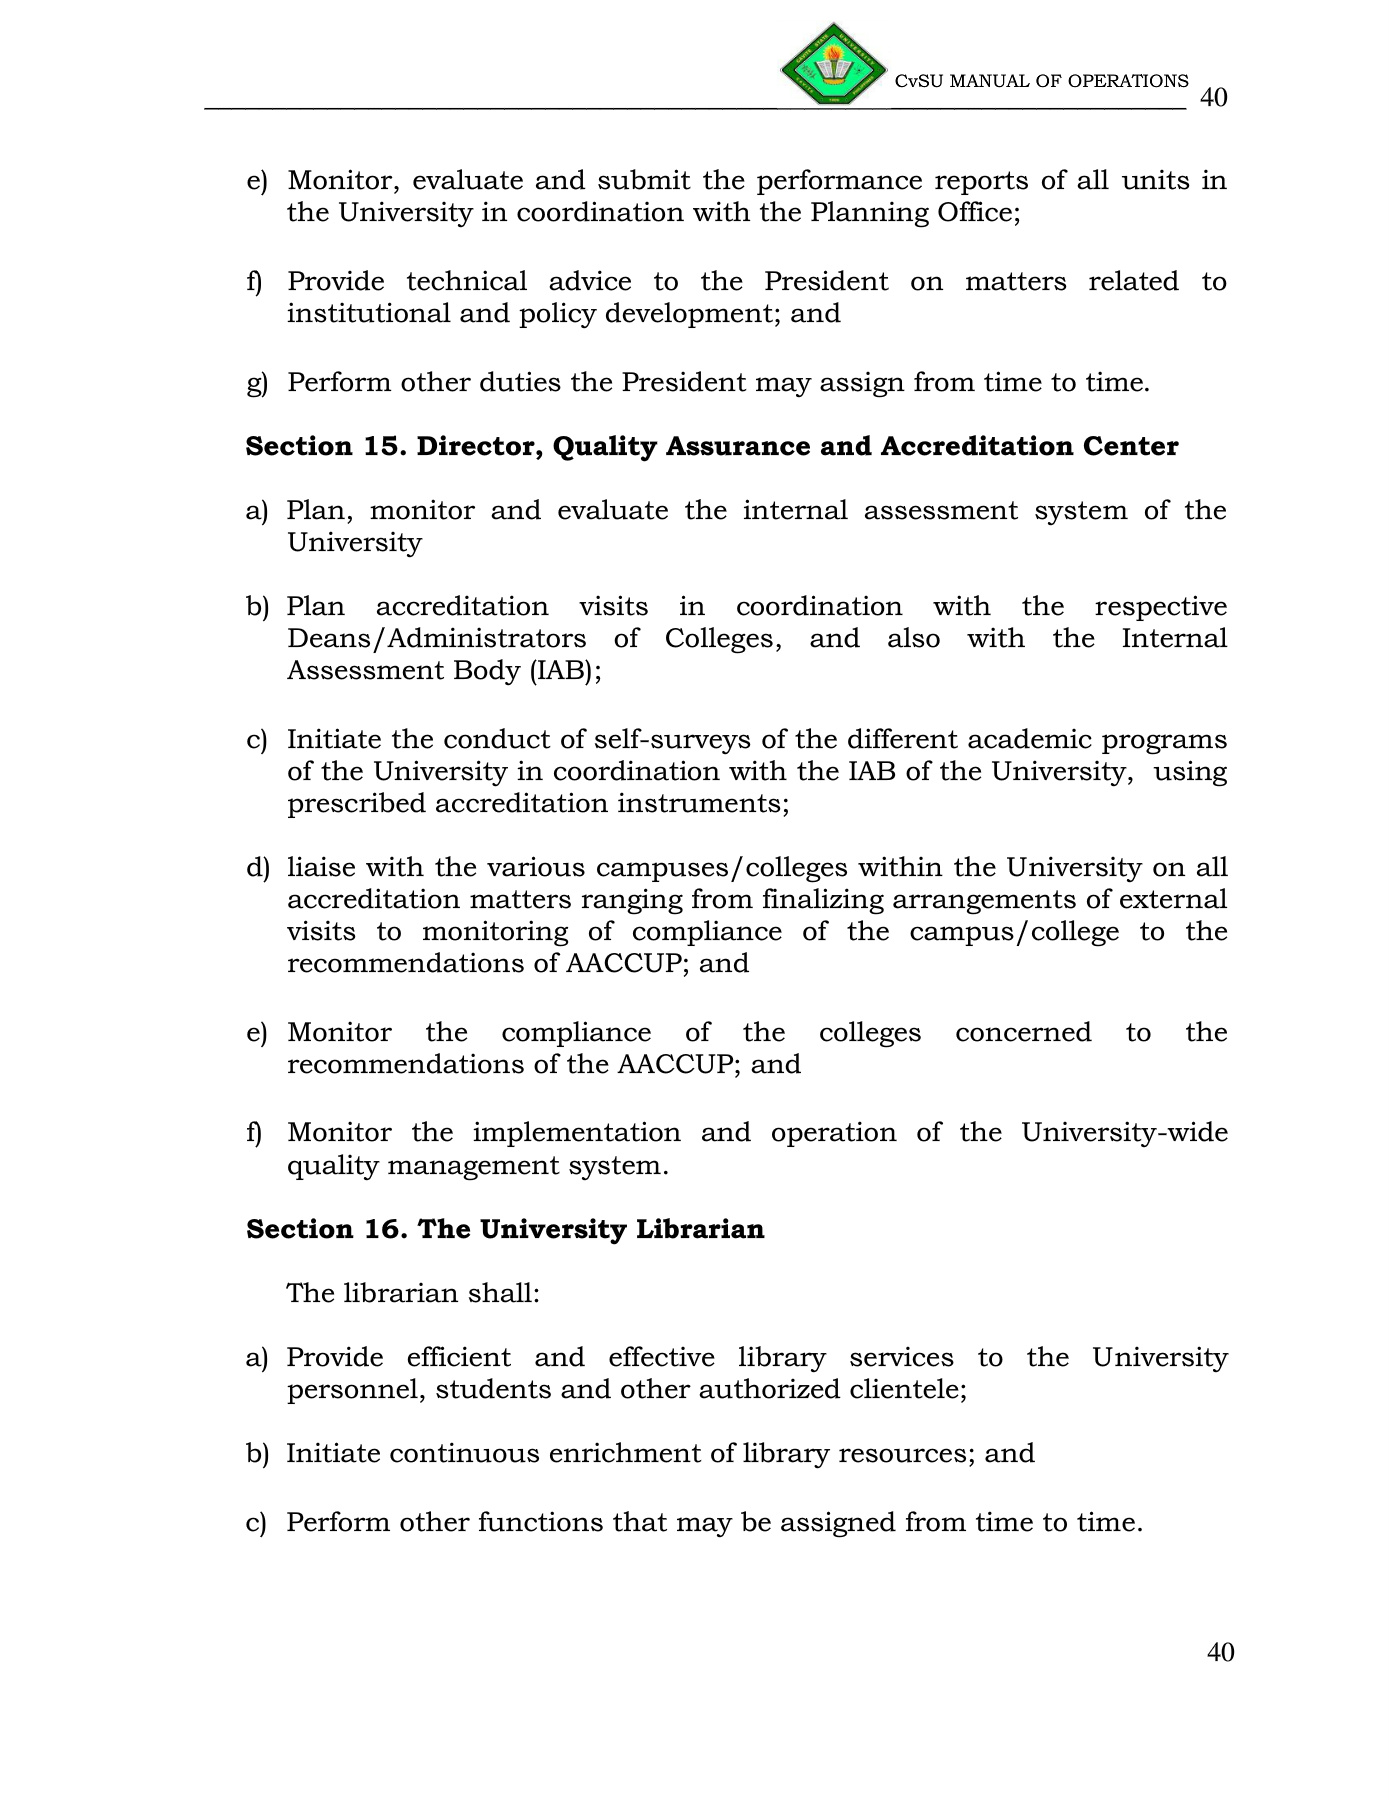 CvSU MANUAL OF OPERATIONS 40
e) Monitor, evaluate and submit the performance reports of all units in
the University in coordination with the Planning Office;
f) Provide technical advice to the President on matters related to
institutional and policy development; and
g) Perform other duties the President may assign from time to time.
Section 15. Director, Quality Assurance and Accreditation Center
a) Plan, monitor and evaluate the internal assessment system of the
University
b) Plan accreditation visits in coordination with the respective
Deans/Administrators of Colleges, and also with the Internal
Assessment Body (IAB);
c) Initiate the conduct of self-surveys of the different academic programs
of the University in coordination with the IAB of the University, using
prescribed accreditation instruments;
d) liaise with the various campuses/colleges within the University on all
accreditation matters ranging from finalizing arrangements of external
visits to monitoring of compliance of the campus/college to the
recommendations of AACCUP; and
e) Monitor the compliance of the colleges concerned to the
recommendations of the AACCUP; and
f) Monitor the implementation and operation of the University-wide
quality management system.
Section 16. The University Librarian
The librarian shall:
a) Provide efficient and effective library services to the University
personnel, students and other authorized clientele;
b) Initiate continuous enrichment of library resources; and
c) Perform other functions that may be assigned from time to time.
40